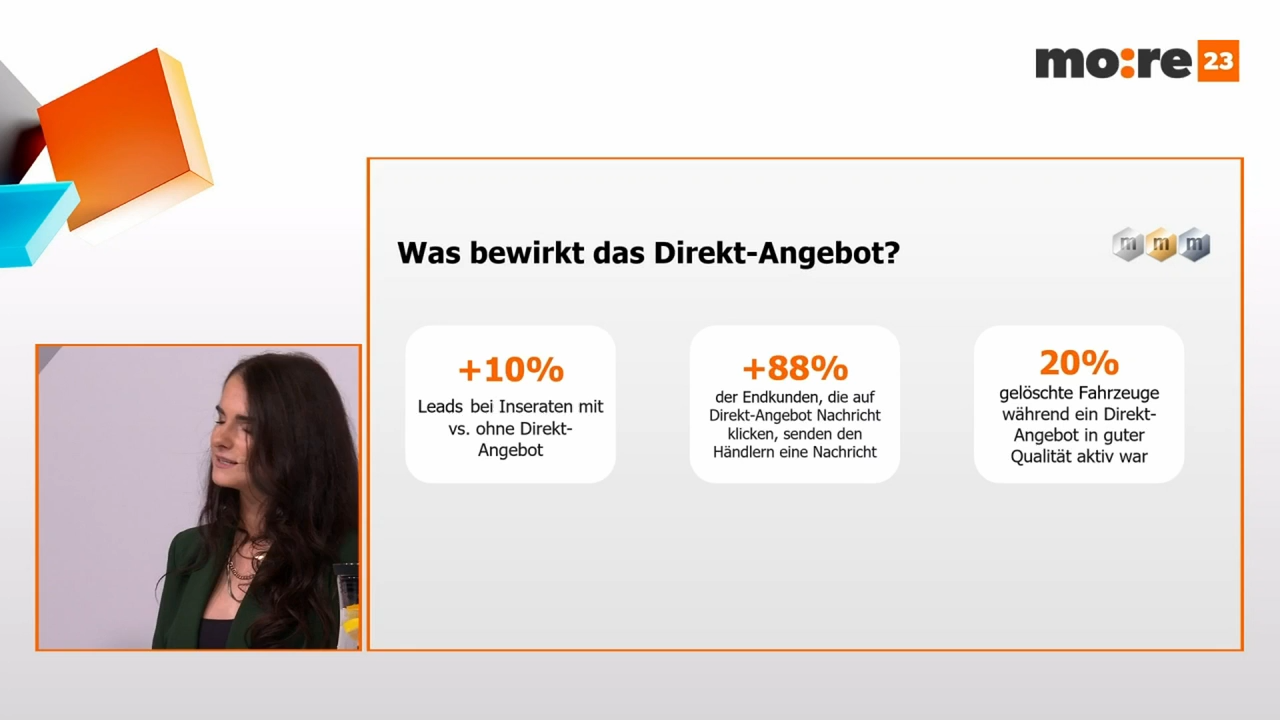 mo:re 23
Was bewirkt das Direkt-Angebot?
m m m
+10%
Leads bei Inseraten mit
vs. ohne Direkt-
Angebot
+88%
der Endkunden, die auf
Direkt-Angebot Nachricht
klicken, senden den
Händlern eine Nachricht
20%
gelöschte Fahrzeuge
während ein Direkt-
Angebot in guter
Qualität aktiv war